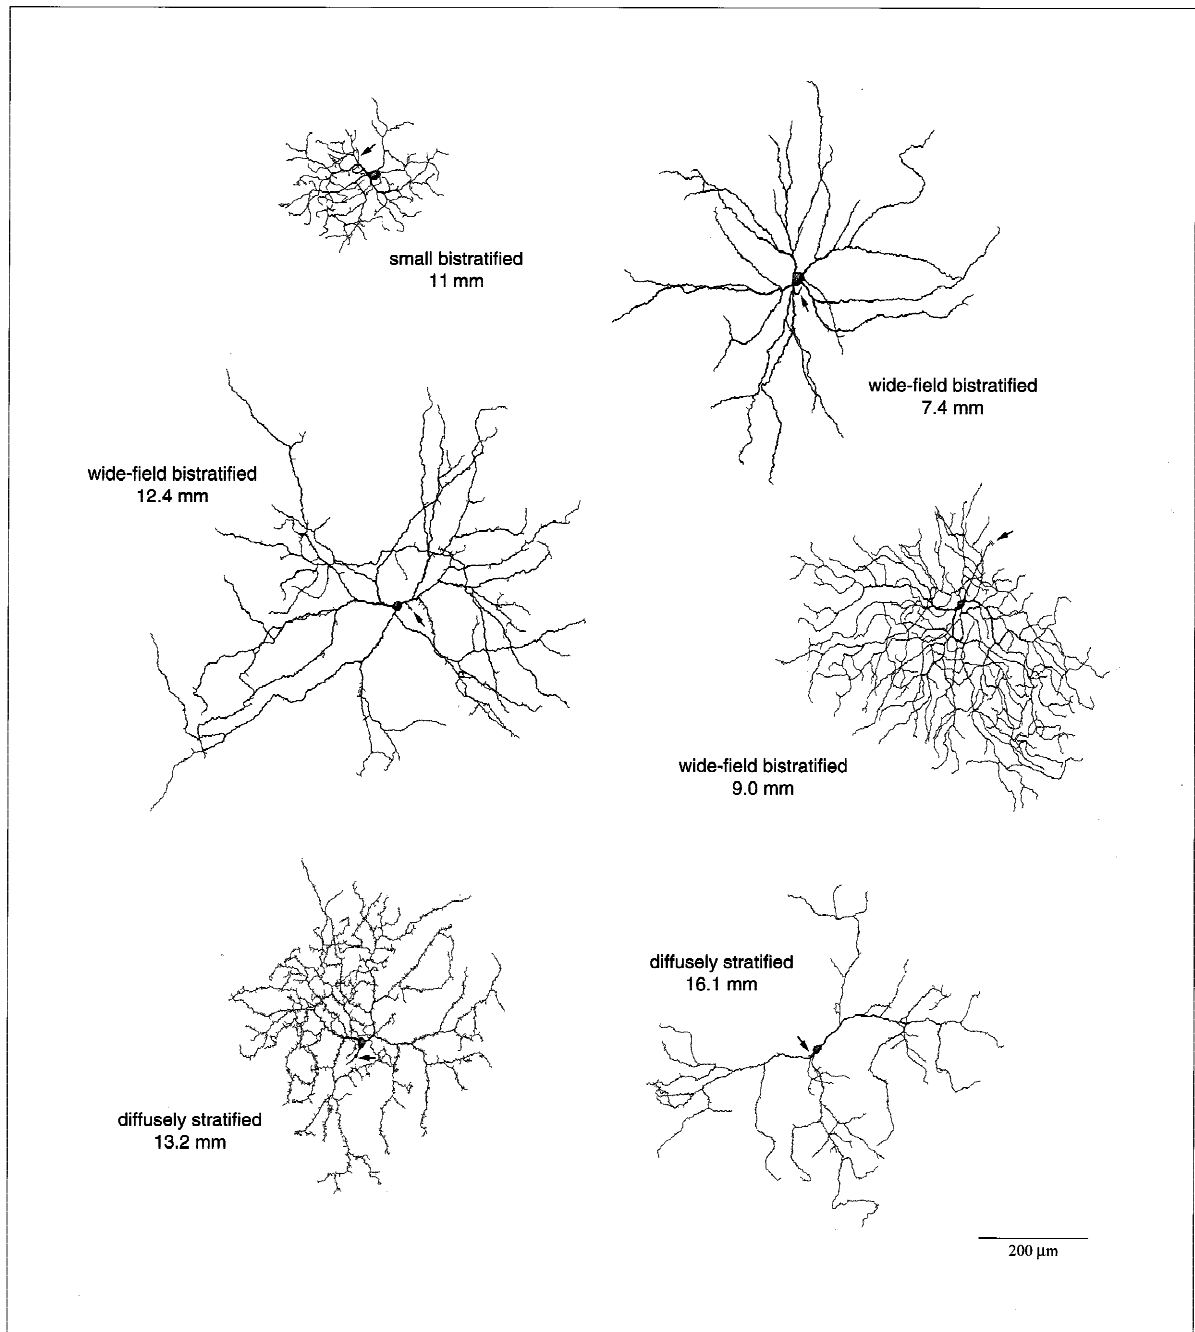 small bistratified
11 mm
wide-field bistratified
7.4 mm
wide-field bistratified
12.4 mm
wide-field bistratified
9.0 mm
diffusely stratified
16.1 mm
diffusely stratified
13.2 mm
200 µm